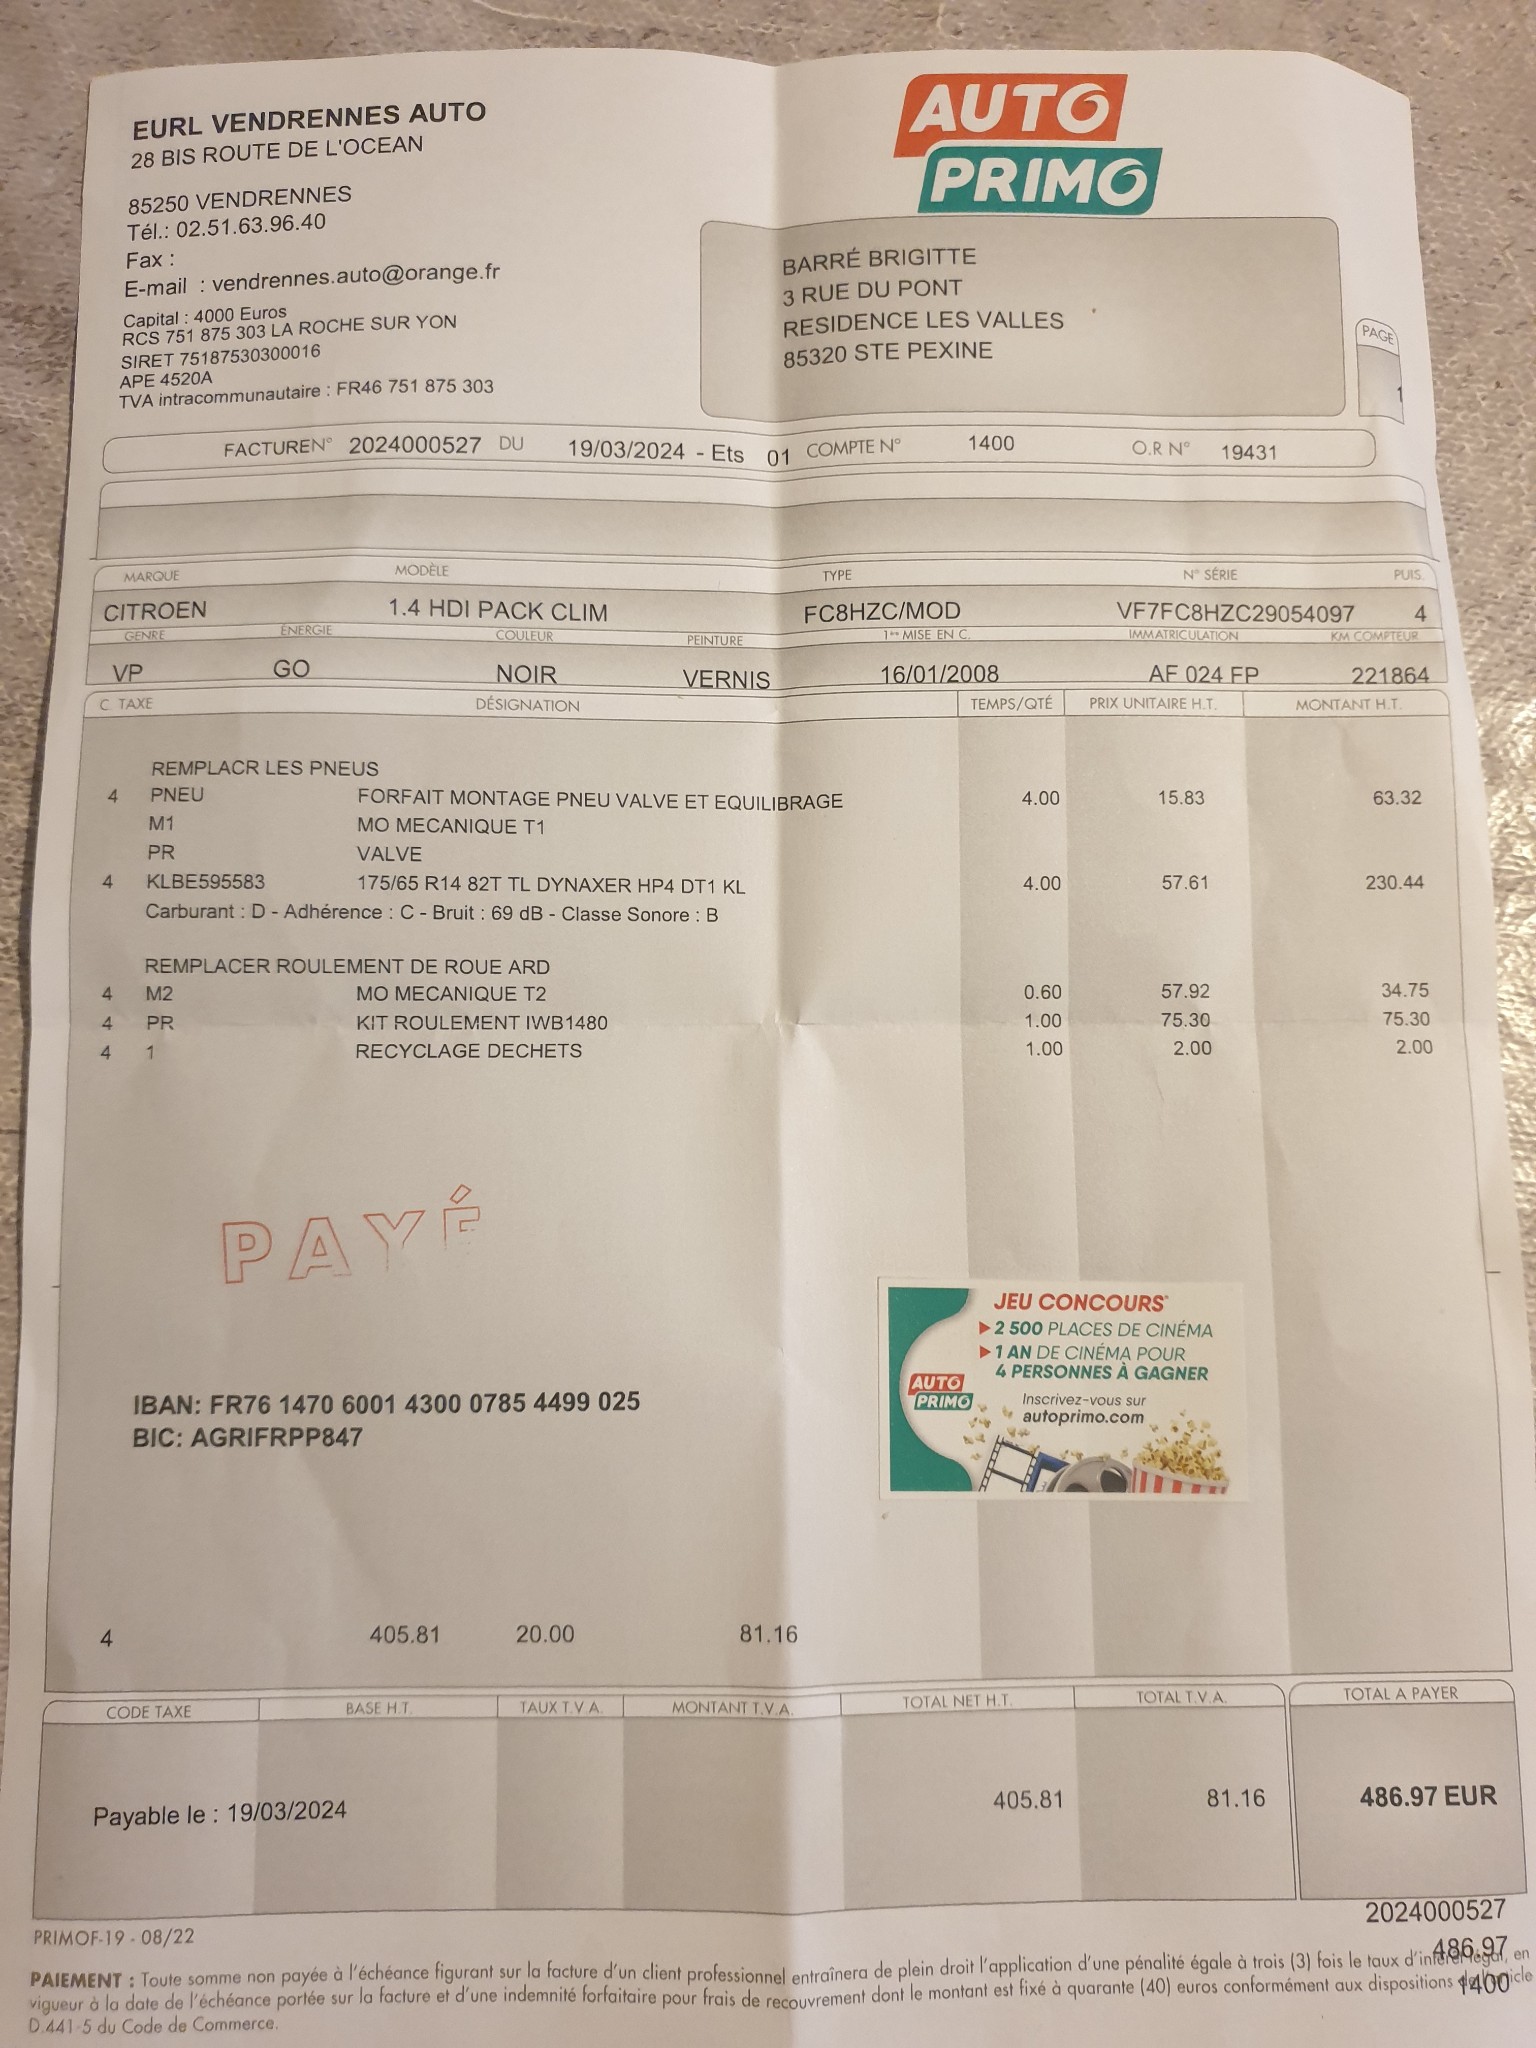 EURL VENDRENNES AUTO
28 BIS ROUTE DE L'OCEAN
85250 VENDRENNES
Tél.: 02.51.63.96.40
Fax :
E-mail : vendrennes.auto@orange.fr
Capital : 4000 Euros
RCS 751 875 303 LA ROCHE SUR YON
SIRET 75187530300016
APE 4520A
TVA intracommunautaire : FR46 751 875 303
AUTO
PRIMO
BARRÉ BRIGITTE
3 RUE DU PONT
RESIDENCE LES VALLES
85320 STE PEXINE
PAGE
1
FACTURE N° 2024000527 DU 19/03/2024 - Ets 01 COMPTE N° 1400 O.R N° 19431
MARQUE MODÈLE TYPE N° SÉRIE PUIS.
CITROEN 1.4 HDI PACK CLIM FC8HZC/MOD VF7FC8HZC29054097 4
GENRE ÉNERGIE COULEUR PEINTURE 1ère MISE EN C. IMMATRICULATION KM COMPTEUR
VP GO NOIR VERNIS 16/01/2008 AF 024 FP 221864
C TAXE DÉSIGNATION TEMPS/QTÉ PRIX UNITAIRE H.T. MONTANT H.T.
REMPLACR LES PNEUS
4 PNEU FORFAIT MONTAGE PNEU VALVE ET EQUILIBRAGE 4.00 15.83 63.32
M1 MO MECANIQUE T1
PR VALVE
4 KLBE595583 175/65 R14 82T TL DYNAXER HP4 DT1 KL 4.00 57.61 230.44
Carburant : D - Adhérence : C - Bruit : 69 dB - Classe Sonore : B
REMPLACER ROULEMENT DE ROUE ARD
4 M2 MO MECANIQUE T2 0.60 57.92 34.75
4 PR KIT ROULEMENT IWB1480 1.00 75.30 75.30
4 1 RECYCLAGE DECHETS 1.00 2.00 2.00
PAYÉ
JEU CONCOURS*
2 500 PLACES DE CINÉMA
1 AN DE CINÉMA POUR
4 PERSONNES À GAGNER
AUTO
PRIMO
Inscrivez-vous sur
autoprimo.com
IBAN: FR76 1470 6001 4300 0785 4499 025
BIC: AGRIFRPP847
4 405.81 20.00 81.16
CODE TAXE BASE H.T. TAUX T.V.A. MONTANT T.V.A. TOTAL NET H.T. TOTAL T.V.A. TOTAL A PAYER
Payable le : 19/03/2024 405.81 81.16 486.97 EUR
2024000527
486.97
1400
PRIMOF-19 - 08/22
PAIEMENT : Toute somme non payée à l'échéance figurant sur la facture d'un client professionnel entraînera de plein droit l'application d'une pénalité égale à trois (3) fois le taux d'intérêt légal, en
vigueur à la date de l'échéance portée sur la facture et d'une indemnité forfaitaire pour frais de recouvrement dont le montant est fixé à quarante (40) euros conformément aux dispositions de l'article
D.441-5 du Code de Commerce.